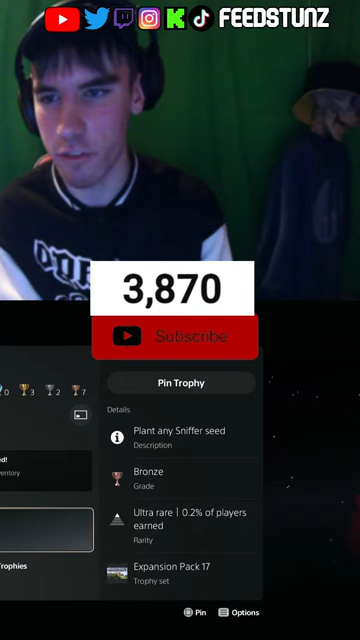 FEEDSTUNZ
3,870
Subscribe
0 3 2 7
Pin Trophy
Details
Plant any Sniffer seed
Description
ed!
ventory
Bronze
Grade
Ultra rare | 0.2% of players
earned
Rarity
rophies
Expansion Pack 17
Trophy set
Pin Options